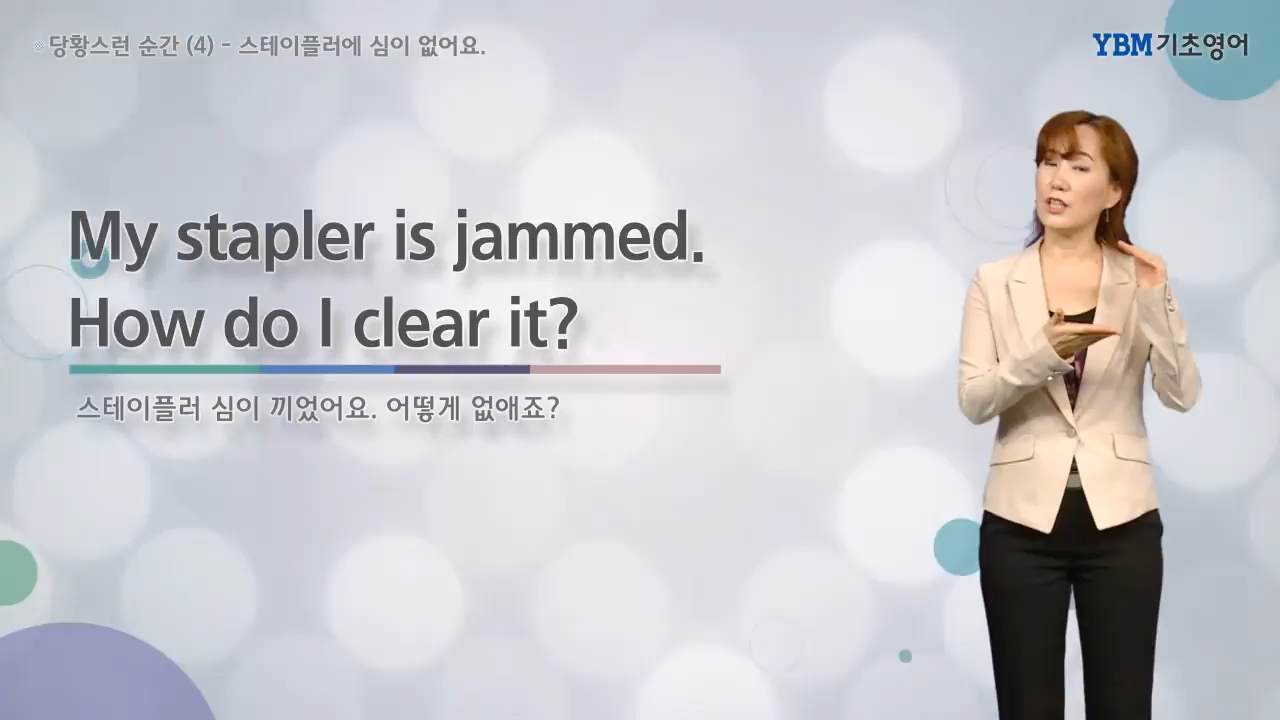 당황스런 순간 (4) - 스테이플러에 심이 없어요.
YBM기초영어
My stapler is jammed.
How do I clear it?
스테이플러 심이 끼었어요. 어떻게 없애죠?